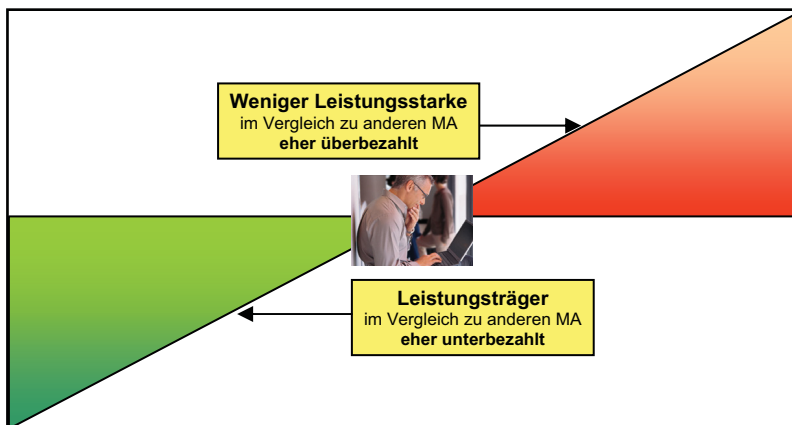 Weniger Leistungsstarke
im Vergleich zu anderen MA
eher überbezahlt
Leistungsträger
im Vergleich zu anderen MA
eher unterbezahlt